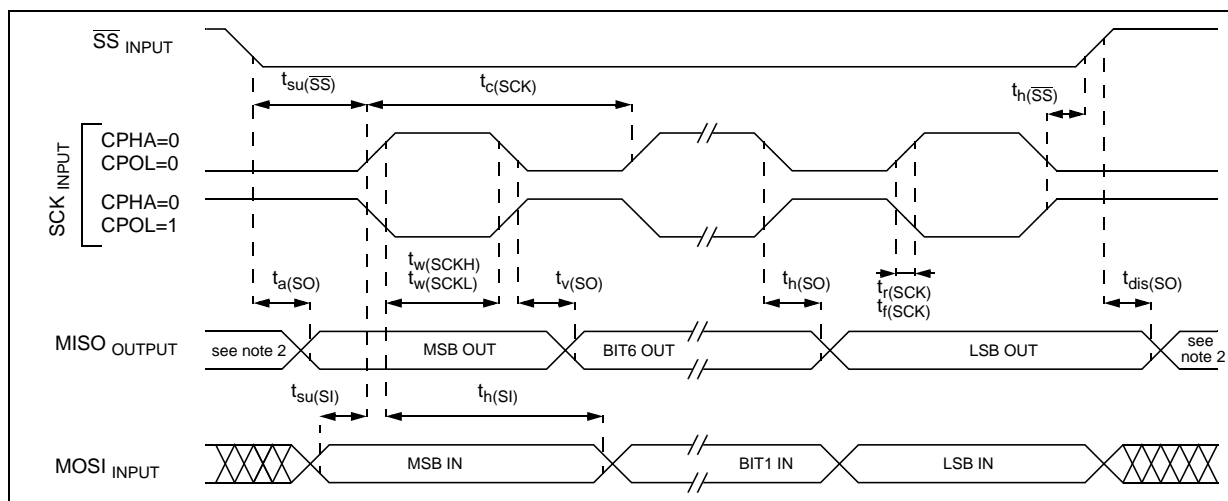 SS INPUT
tsu(SS)
tc(SCK)
th(SS)
SCK INPUT
CPHA=0
CPOL=0
CPHA=0
CPOL=1
ta(SO)
tw(SCKH)
tw(SCKL)
tv(SO)
th(SO)
tr(SCK)
tf(SCK)
tdis(SO)
MISO OUTPUT
see note 2
MSB OUT
BIT6 OUT
LSB OUT
see
note 2
tsu(SI)
th(SI)
MOSI INPUT
MSB IN
BIT1 IN
LSB IN